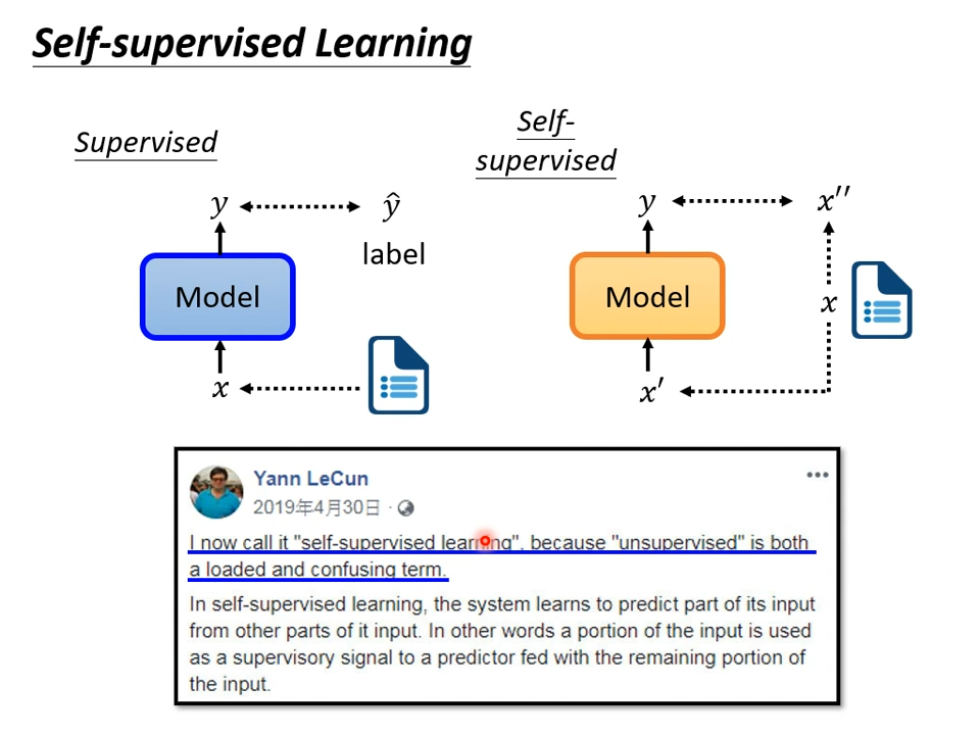 Self-supervised Learning
Supervised
Self-
supervised
y
ŷ
y
x′′
label
Model
Model
x
x
x′
Yann LeCun
2019年4月30日
I now call it "self-supervised learning", because "unsupervised" is both
a loaded and confusing term.
In self-supervised learning, the system learns to predict part of its input
from other parts of it input. In other words a portion of the input is used
as a supervisory signal to a predictor fed with the remaining portion of
the input.